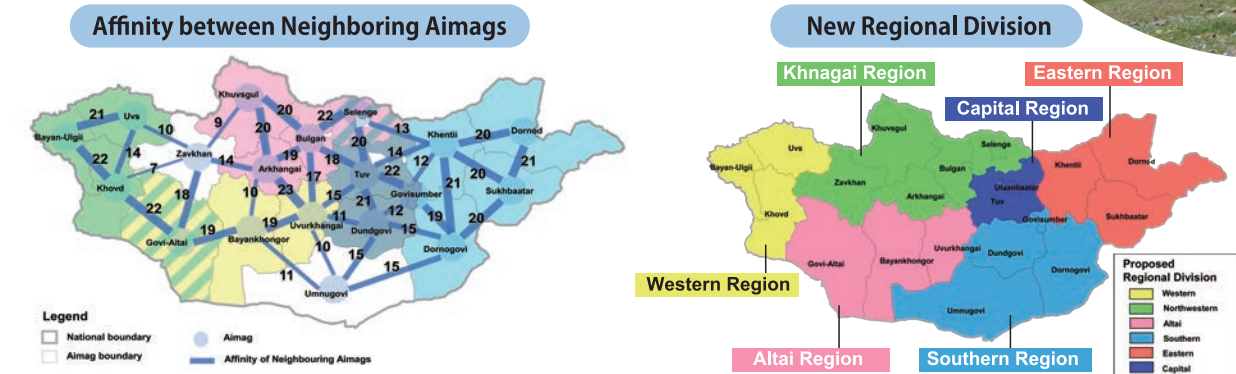 Affinity between Neighboring Aimags
Khuvsgul
Uvs
Bayan-Ulgii
21
10
9
20
20
22
Selenge
Bulgan
13
Khentii
20
Dornod
22
14
7
Zavkhan
14
19
18
20
14
12
21
Khovd
Arkhangai
Tuv
22
Govisumber
20
Sukhbaatar
18
10
23
17
15
21
12
21
19
20
22
19
19
Uvurkhangai
11
15
Dundgovi
Govi-Altai
Bayankhongor
Dornogovi
10
15
15
11
Umnugovi
Legend
National boundary
Aimag boundary
Aimag
Affinity of Neighbouring Aimags
New Regional Division
Khnagai Region
Eastern Region
Capital Region
Khuvsgul
Uvs
Bayan-Ulgii
Selenge
Khentii
Dornod
Bulgan
Zavkhan
Ulaanbaatar
Arkhangai
Tuv
Khovd
Govisumber
Sukhbaatar
Uvurkhangai
Dundgovi
Govi-Altai
Bayankhongor
Dornogovi
Umnugovi
Western Region
Altai Region
Southern Region
Proposed
Regional Division
Western
Northwestern
Altai
Southern
Eastern
Capital